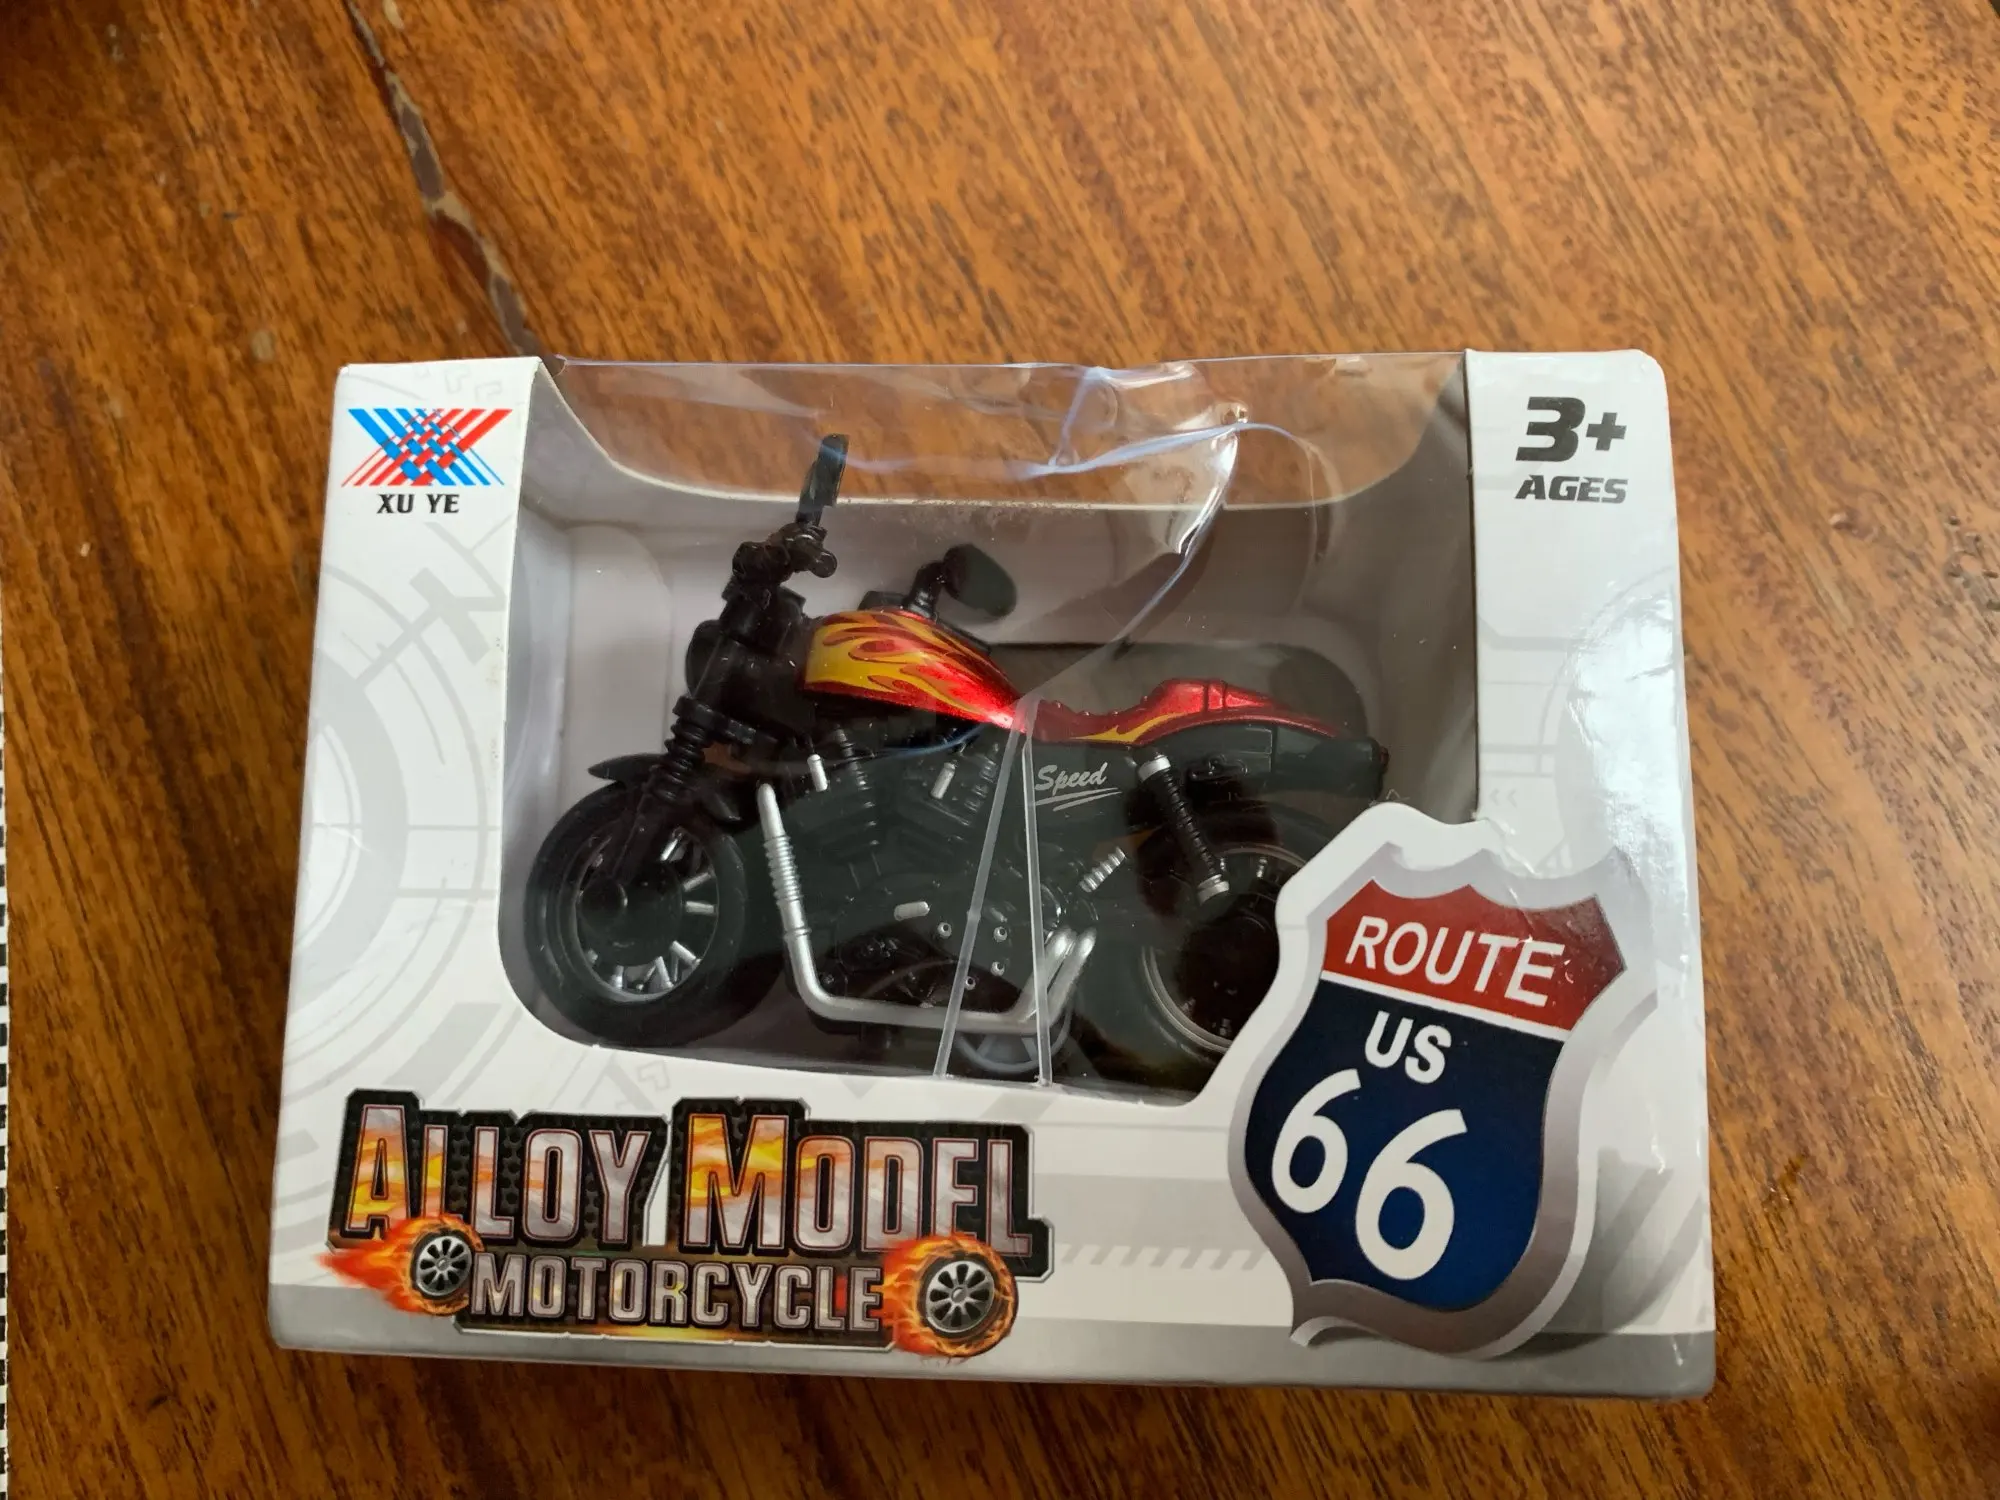 XU YE
3+
AGES
Speed
ROUTE
US
66
ALLOY MODEL
MOTORCYCLE